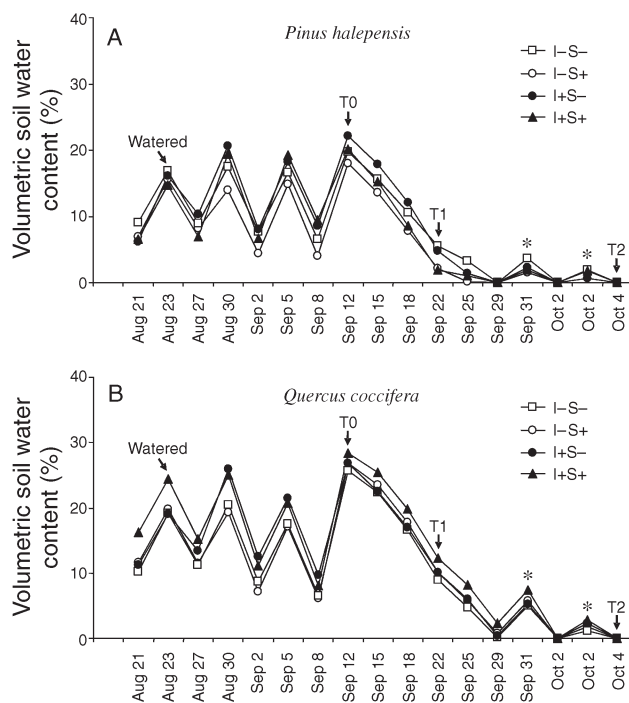 A
Pinus halepensis
40
30
20
10
0
Volumetric soil water
content (%)
Watered
T0
T1
*
*
T2
I−S−
I−S+
I+S−
I+S+
Aug 21
Aug 23
Aug 27
Aug 30
Sep 2
Sep 5
Sep 8
Sep 12
Sep 15
Sep 18
Sep 22
Sep 25
Sep 29
Sep 31
Oct 2
Oct 2
Oct 4
B
Quercus coccifera
40
30
20
10
0
Volumetric soil water
content (%)
Watered
T0
T1
*
*
T2
I−S−
I−S+
I+S−
I+S+
Aug 21
Aug 23
Aug 27
Aug 30
Sep 2
Sep 5
Sep 8
Sep 12
Sep 15
Sep 18
Sep 22
Sep 25
Sep 29
Sep 31
Oct 2
Oct 2
Oct 4